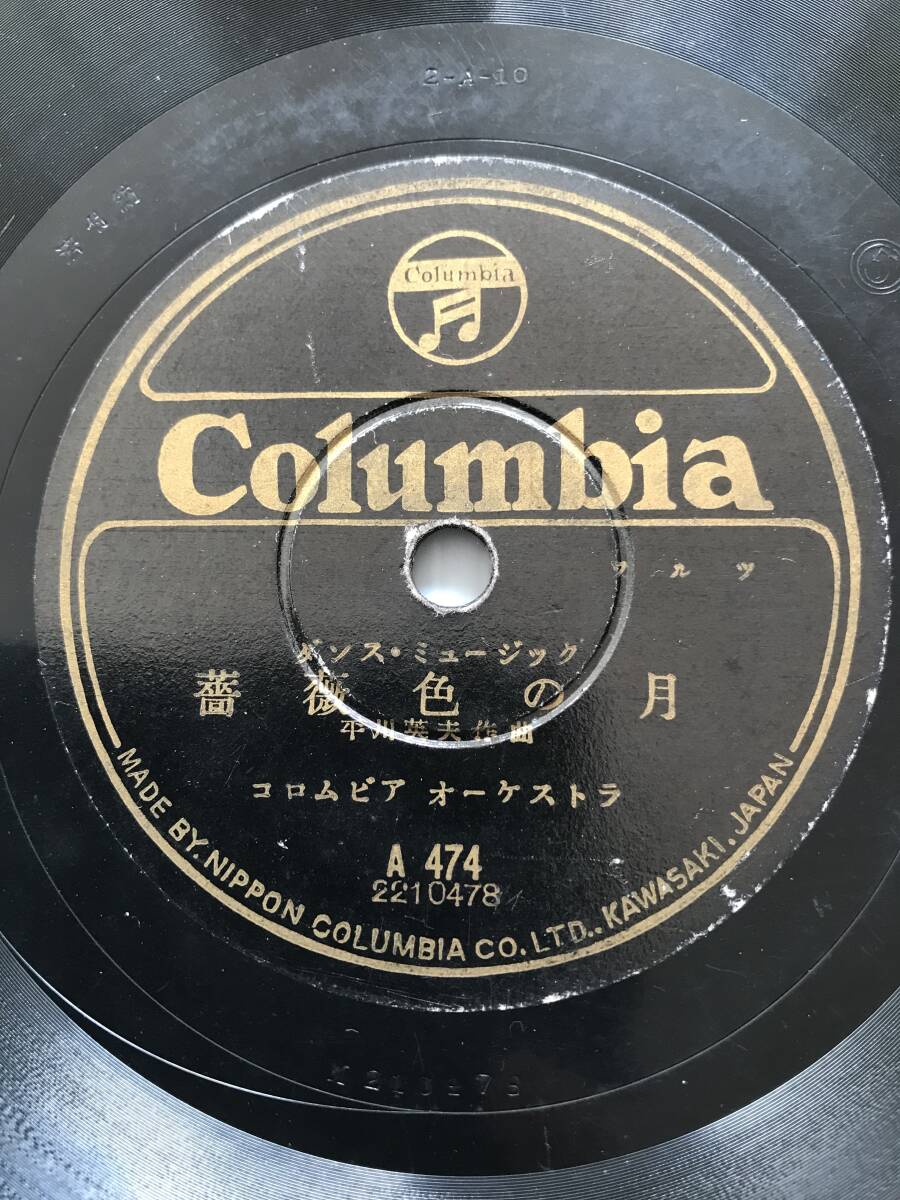 2-A-10
Columbia
Columbia
ワルツ
ダンス・ミュージック
薔薇色の月
平川英夫作曲
コロムビア オーケストラ
A 474
2210478
MADE BY. NIPPON COLUMBIA CO. LTD., KAWASAKI, JAPAN